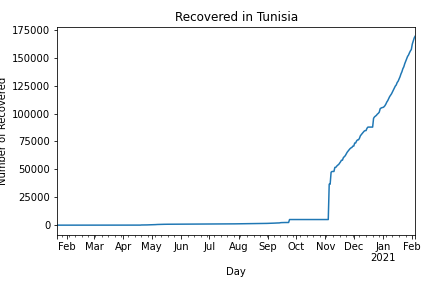 Recovered in Tunisia
Number of Recovered
175000
150000
125000
100000
75000
50000
25000
0
Feb Mar Apr May Jun Jul Aug Sep Oct Nov Dec Jan Feb
2021
Day